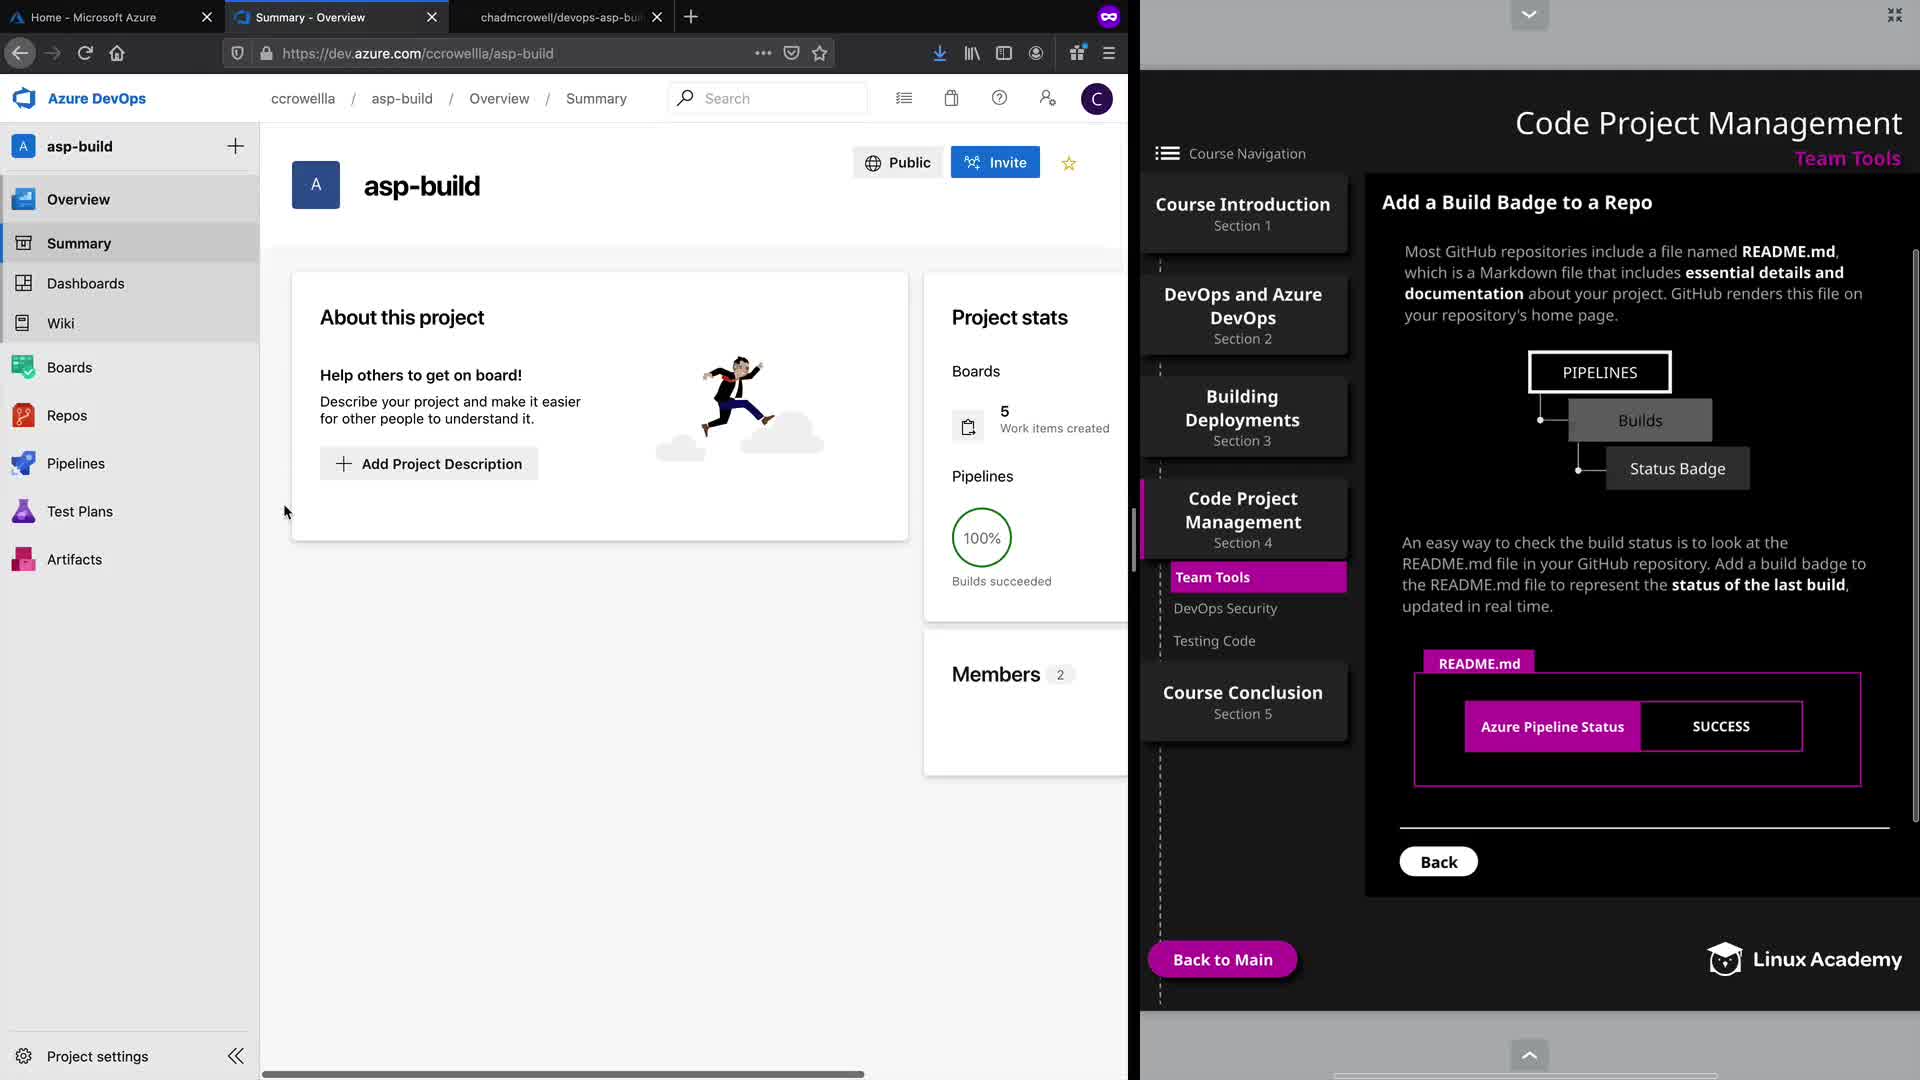 Home - Microsoft Azure
Summary - Overview
chadmcrowell/devops-asp-bui
https://dev.azure.com/ccrowellla/asp-build
Azure DevOps
ccrowellla / asp-build / Overview / Summary
Search
C
A
asp-build
Overview
Summary
Dashboards
Wiki
Boards
Repos
Pipelines
Test Plans
Artifacts
Project settings
A
asp-build
Public
Invite
About this project
Help others to get on board!
Describe your project and make it easier
for other people to understand it.
Add Project Description
Project stats
Boards
5
Work items created
Pipelines
100%
Builds succeeded
Members 2
Code Project Management
Team Tools
Course Navigation
Course Introduction
Section 1
DevOps and Azure
DevOps
Section 2
Building
Deployments
Section 3
Code Project
Management
Section 4
Team Tools
DevOps Security
Testing Code
Course Conclusion
Section 5
Back to Main
Add a Build Badge to a Repo
Most GitHub repositories include a file named README.md,
which is a Markdown file that includes essential details and
documentation about your project. GitHub renders this file on
your repository's home page.
PIPELINES
Builds
Status Badge
An easy way to check the build status is to look at the
README.md file in your GitHub repository. Add a build badge to
the README.md file to represent the status of the last build,
updated in real time.
README.md
Azure Pipeline Status
SUCCESS
Back
Linux Academy